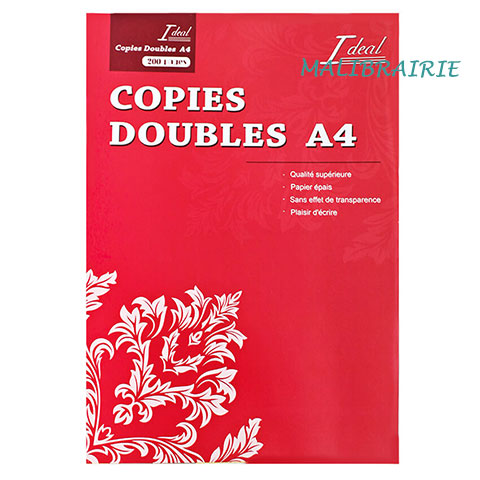 Ideal
Copies Doubles A4
Ideal
MALIBRAIRIE
COPIES
DOUBLES A4
- Qualité supérieure
- Papier épais
- Sans effet de transparence
- Plaisir d'écrire